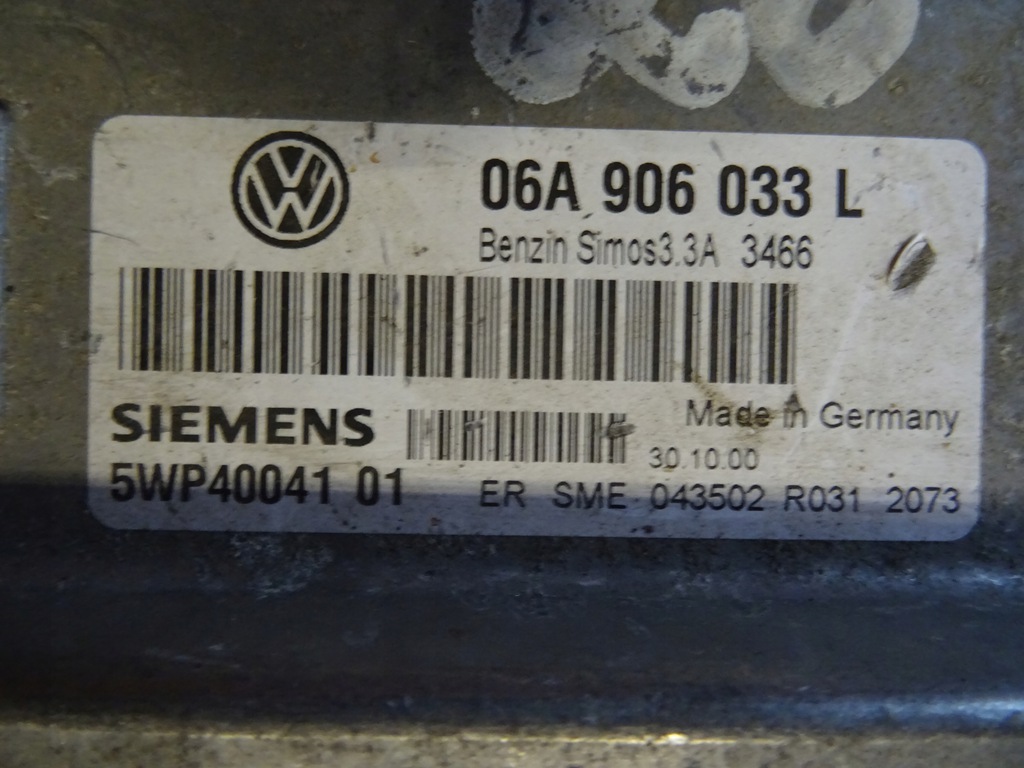 06A 906 033 L
Benzin Simos3.3A 3466
SIEMENS
Made in Germany
30.10.00
5WP40041 01
ER SME 043502 R031 2073